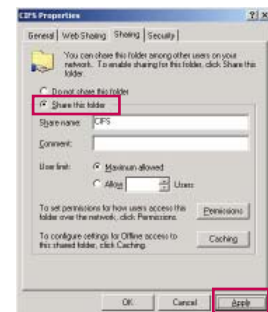 CIFS Properties
General Web Sharing Sharing Security
You can share this folder among other users on your
network. To enable sharing for this folder, click Share this
folder.
Do not share this folder
Share this folder
Share name: CIFS
Comment:
User limit: Maximum allowed
Allow Users
To set permissions for how users access this
folder over the network, click Permissions.
Permissions
To configure settings for Offline access to
this shared folder, click Caching.
Caching
OK Cancel Apply